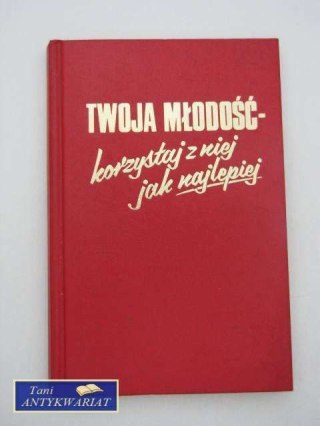 TWOJA MŁODOŚĆ-
korzystaj z niej
jak najlepiej
Tani
ANTYKWARIAT